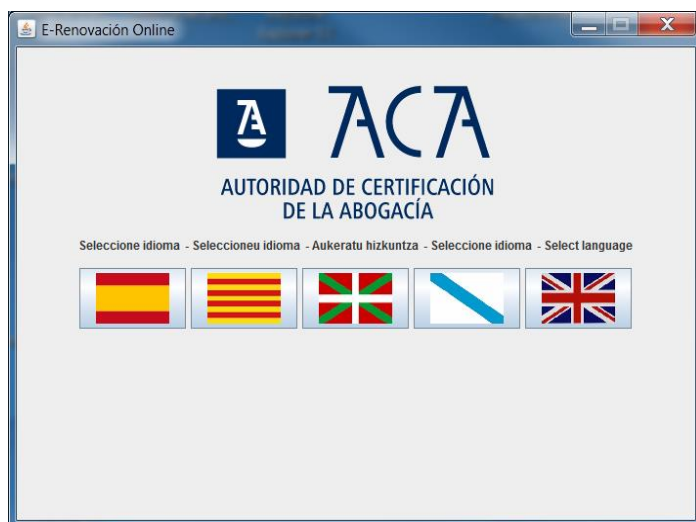 E-Renovación Online
ACA
AUTORIDAD DE CERTIFICACIÓN
DE LA ABOGACÍA
Seleccione idioma - Seleccioneu idioma - Aukeratu hizkuntza - Seleccione idioma - Select language